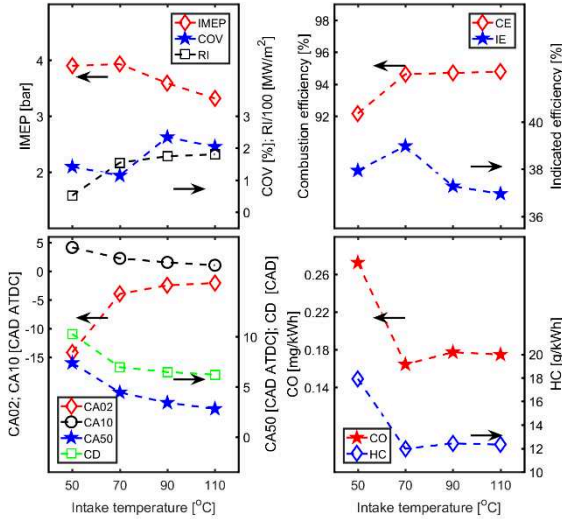 IMEP
COV
RI
4
3
2
IMEP [bar]
3
2
1
0
COV [%]; RI/100 [MW/m²]
CE
IE
98
96
94
92
Combustion efficiency [%]
40
38
36
Indicated efficiency [%]
5
0
-5
-10
-15
CA02; CA10 [CAD ATDC]
10
5
0
CA50 [CAD ATDC]; CD [CAD]
CA02
CA10
CA50
CD
50 70 90 110
Intake temperature [°C]
0.26
0.22
0.18
0.14
CO [mg/kWh]
20
18
16
14
12
10
HC [g/kWh]
CO
HC
50 70 90 110
Intake temperature [°C]